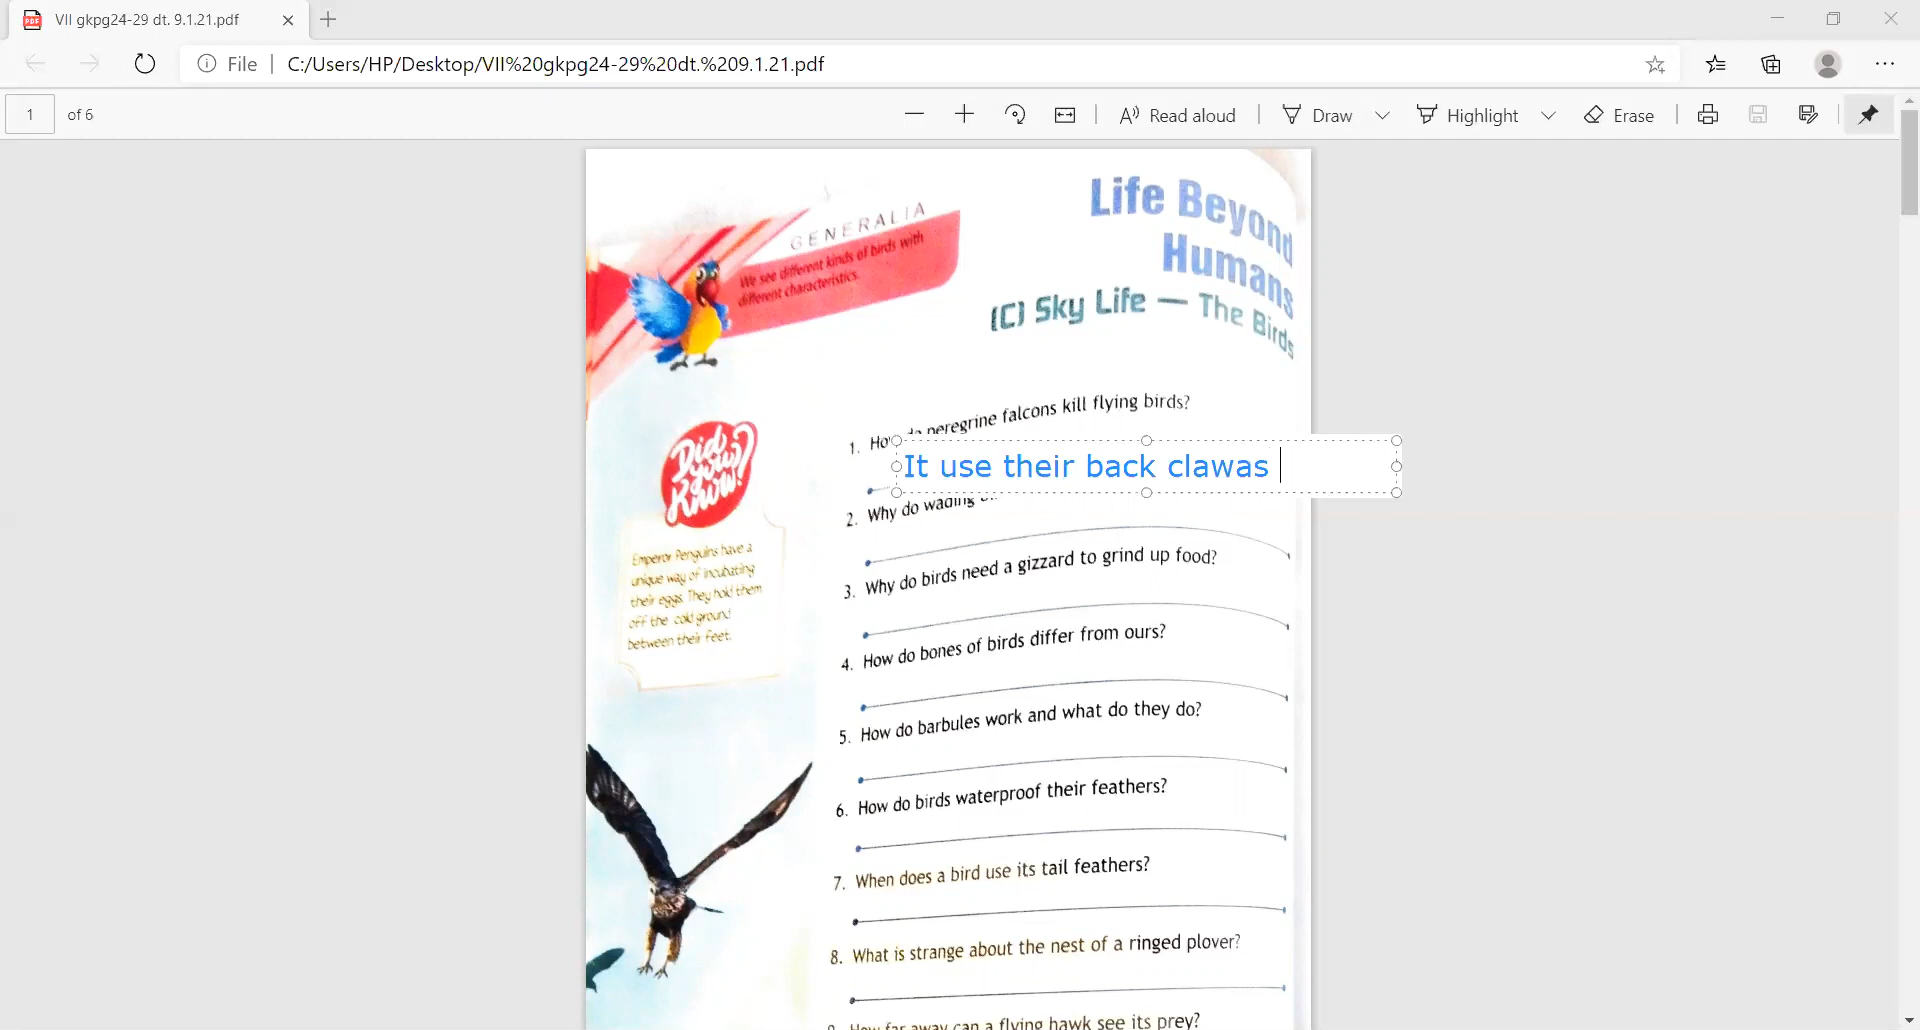 VII gkpg24-29 dt. 9.1.21.pdf
File
C:/Users/HP/Desktop/VII%20gkpg24-29%20dt.%209.1.21.pdf
1 of 6
Read aloud
Draw
Highlight
Erase
GENERALIA
We see different kinds of birds with
different characteristics.
Life Beyond
Humans
(C) Sky Life — The Birds
Did
you
Know?
Emperor Penguins have a
unique way of incubating
their eggs. They hold them
off the cold ground
between their feet.
1. How do peregrine falcons kill flying birds?
It use their back clawas
2. Why do wading
3. Why do birds need a gizzard to grind up food?
4. How do bones of birds differ from ours?
5. How do barbules work and what do they do?
6. How do birds waterproof their feathers?
7. When does a bird use its tail feathers?
8. What is strange about the nest of a ringed plover?
9. How far away can a flying hawk see its prey?